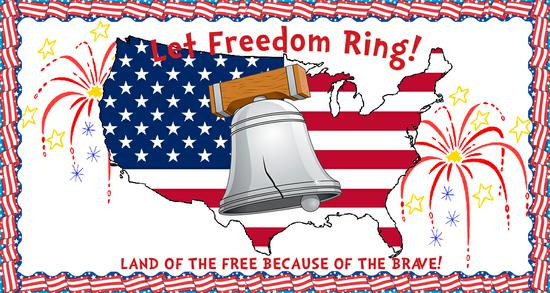 Let Freedom Ring!
LAND OF THE FREE BECAUSE OF THE BRAVE!